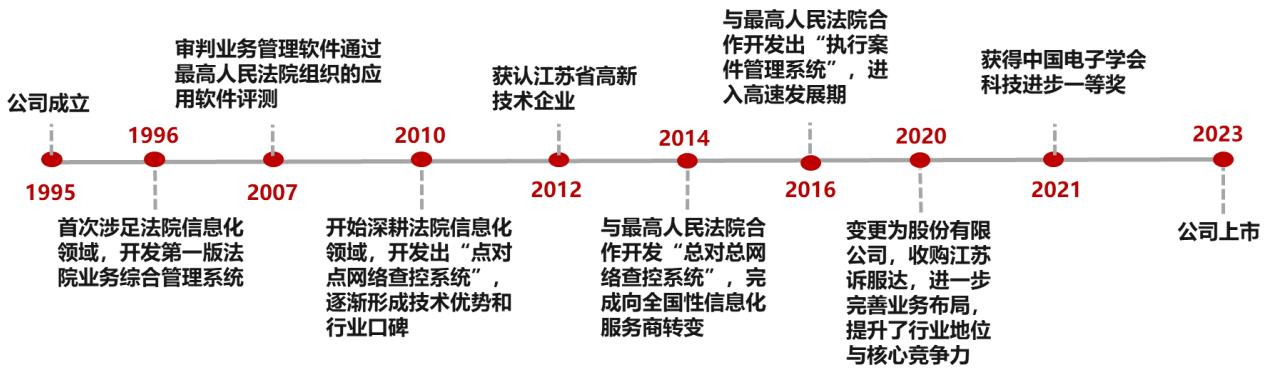 公司成立
1995
1996
首次涉足法院信息化
领域，开发第一版法
院业务综合管理系统
审判业务管理软件通过
最高人民法院组织的应
用软件评测
2007
2010
开始深耕法院信息化
领域，开发出“点对
点网络查控系统”，
逐渐形成技术优势和
行业口碑
获认江苏省高新
技术企业
2012
2014
与最高人民法院合
作开发“总对总网
络查控系统”，完
成向全国性信息化
服务商转变
与最高人民法院合
作开发出“执行案
件管理系统”，进
入高速发展期
2016
2020
变更为股份有限
公司，收购江苏
诉服达，进一步
完善业务布局，
提升了行业地位
与核心竞争力
获得中国电子学会
科技进步一等奖
2021
2023
公司上市